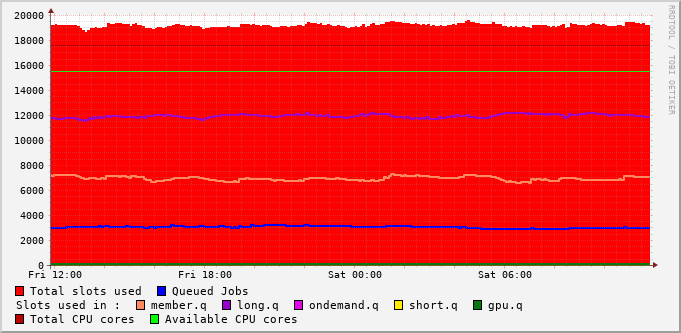 20000
18000
16000
14000
12000
10000
8000
6000
4000
2000
0
Fri 12:00 Fri 18:00 Sat 00:00 Sat 06:00
Total slots used Queued Jobs
Slots used in : member.q long.q ondemand.q short.q gpu.q
Total CPU cores Available CPU cores
RRDTOOL / TOBI OETIKER